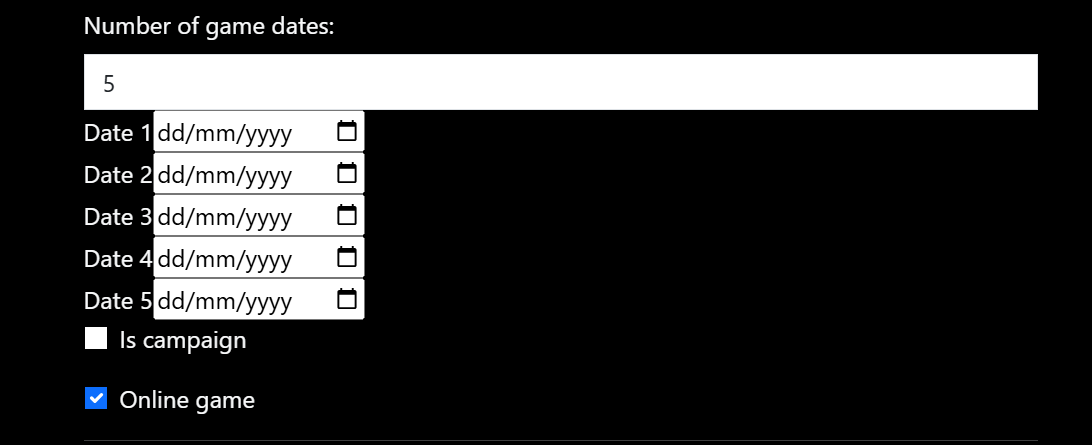 Number of game dates:
5
Date 1 dd/mm/yyyy
Date 2 dd/mm/yyyy
Date 3 dd/mm/yyyy
Date 4 dd/mm/yyyy
Date 5 dd/mm/yyyy
Is campaign
Online game